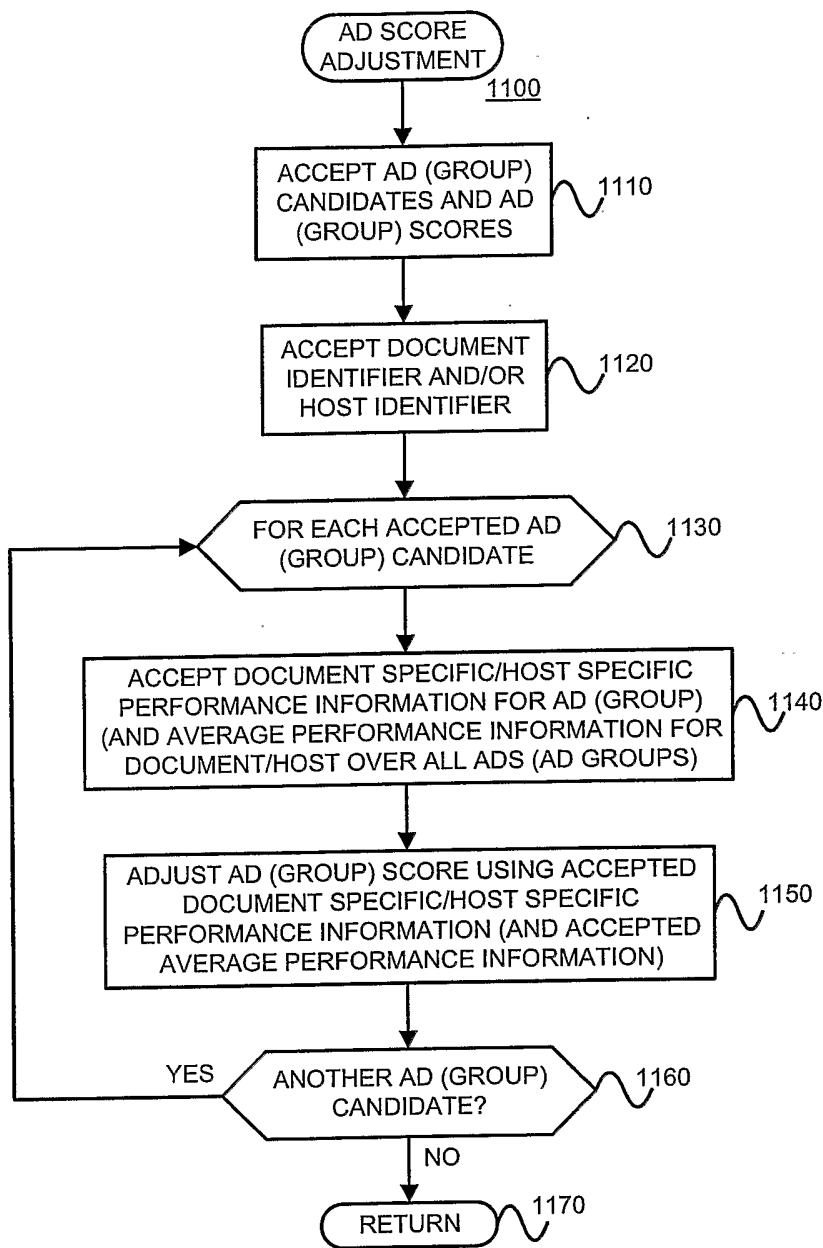 AD SCORE
ADJUSTMENT
1100
ACCEPT AD (GROUP)
CANDIDATES AND AD
(GROUP) SCORES
1110
ACCEPT DOCUMENT
IDENTIFIER AND/OR
HOST IDENTIFIER
1120
FOR EACH ACCEPTED AD
(GROUP) CANDIDATE
1130
ACCEPT DOCUMENT SPECIFIC/HOST SPECIFIC
PERFORMANCE INFORMATION FOR AD (GROUP)
(AND AVERAGE PERFORMANCE INFORMATION FOR
DOCUMENT/HOST OVER ALL ADS (AD GROUPS)
1140
ADJUST AD (GROUP) SCORE USING ACCEPTED
DOCUMENT SPECIFIC/HOST SPECIFIC
PERFORMANCE INFORMATION (AND ACCEPTED
AVERAGE PERFORMANCE INFORMATION)
1150
YES
ANOTHER AD (GROUP)
CANDIDATE?
1160
NO
RETURN
1170